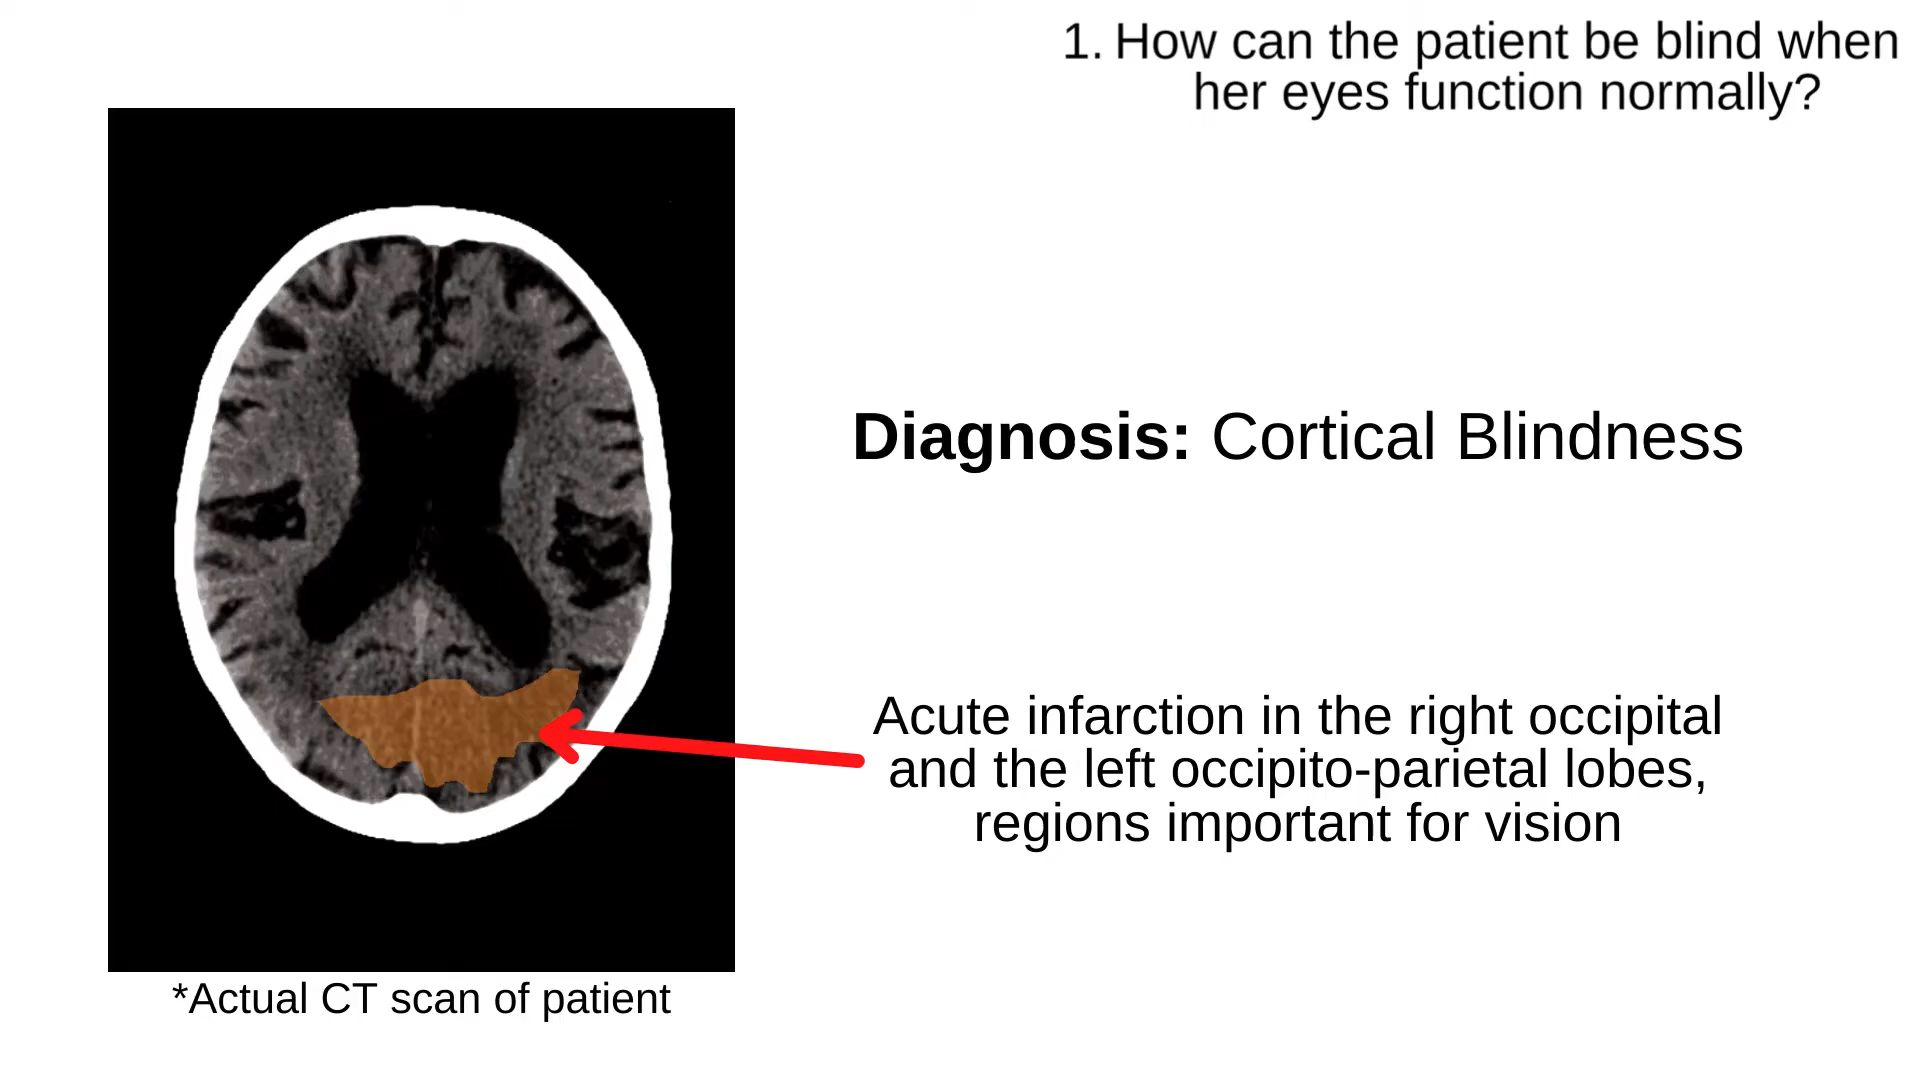 1. How can the patient be blind when
her eyes function normally?
Diagnosis: Cortical Blindness
Acute infarction in the right occipital
and the left occipito-parietal lobes,
regions important for vision
*Actual CT scan of patient